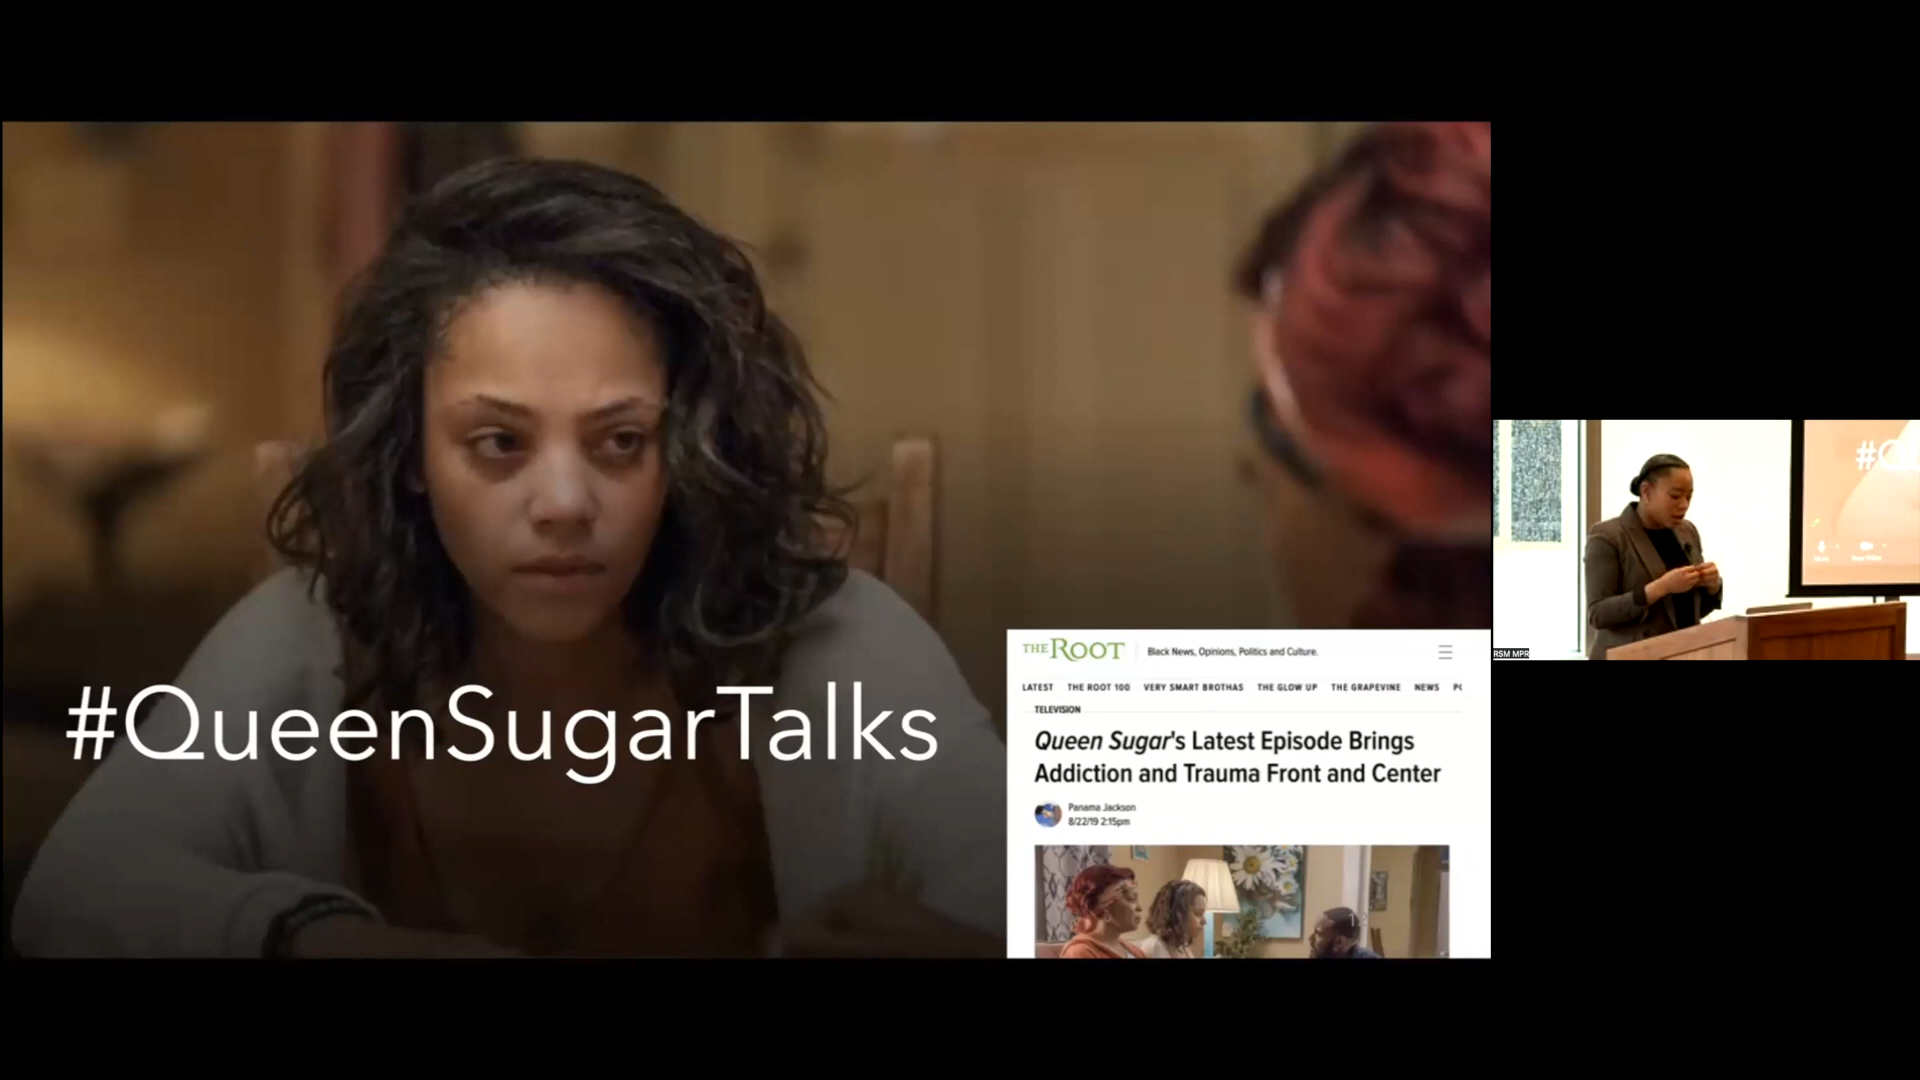 #QueenSugarTalks
THE ROOT
Black News, Opinions, Politics and Culture.
LATEST THE ROOT 100 VERY SMART BROTHAS THE GLOW UP THE GRAPEVINE NEWS
TELEVISION
Queen Sugar's Latest Episode Brings
Addiction and Trauma Front and Center
Panama Jackson
8/22/19 2:15pm
#Q
RSM MPR